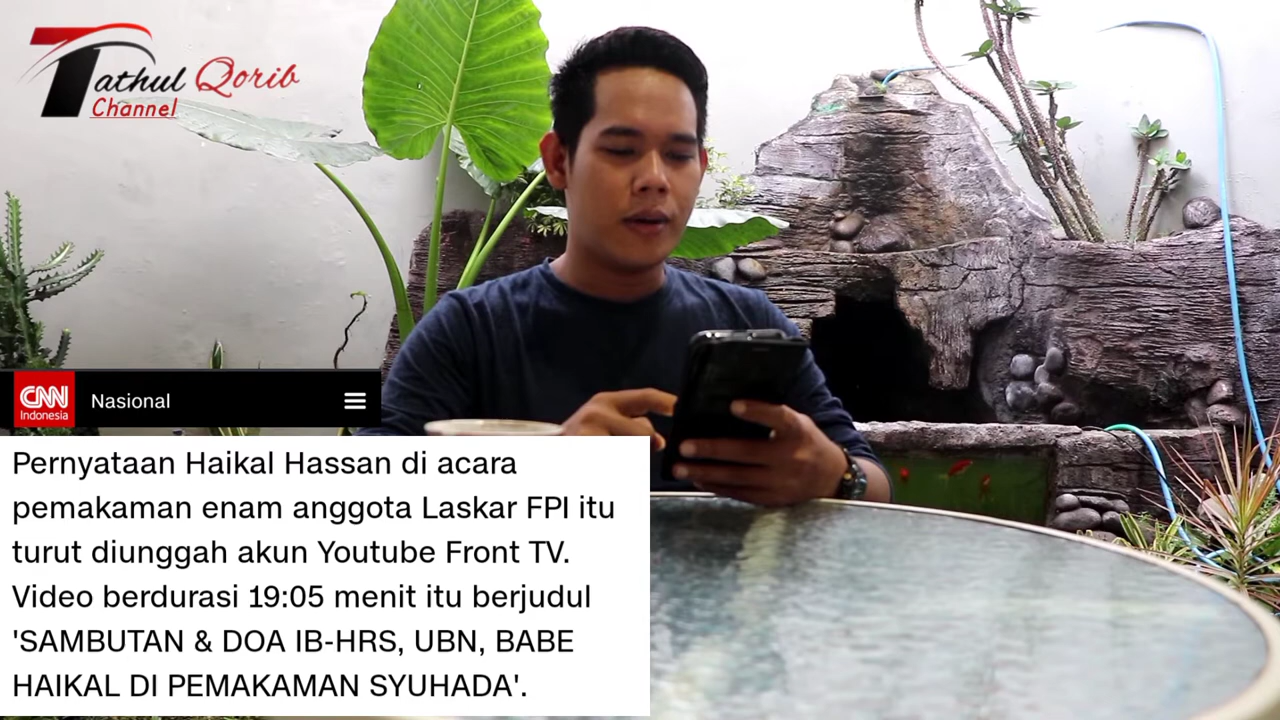 Tathul Qorib
Channel
CNN
Indonesia
Nasional
Pernyataan Haikal Hassan di acara
pemakaman enam anggota Laskar FPI itu
turut diunggah akun Youtube Front TV.
Video berdurasi 19:05 menit itu berjudul
'SAMBUTAN & DOA IB-HRS, UBN, BABE
HAIKAL DI PEMAKAMAN SYUHADA'.